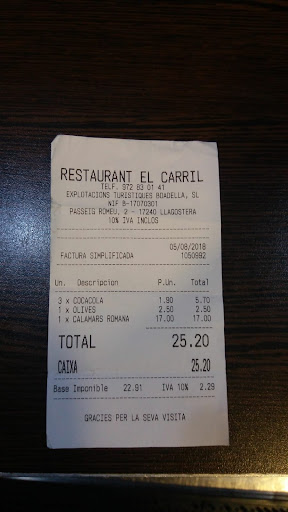 RESTAURANT EL CARRIL
TELF. 972 83 01 41
EXPLOTACIONS TURISTIQUES BOADELLA, SL
NIF B-17070301
PASSEIG ROMEU, 2 - 17240 LLAGOSTERA
10% IVA INCLOS
05/08/2018
FACTURA SIMPLIFICADA 1050692
Un. Descripcion P.Un. Total
3 x COCACOLA 1.90 5.70
1 x OLIVES 2.50 2.50
1 x CALAMARS ROMANA 17.00 17.00
TOTAL 25.20
CAIXA 25.20
Base Imponible 22.91 IVA 10% 2.29
GRACIES PER LA SEVA VISITA